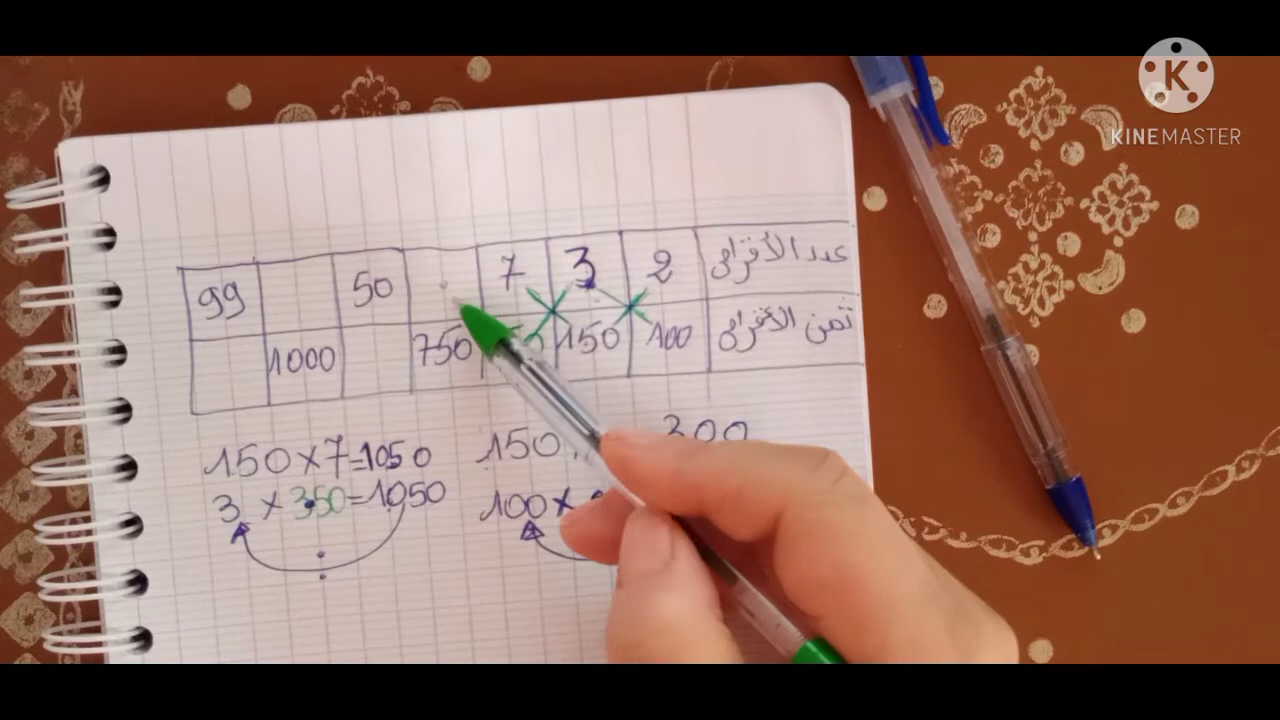 عدد الأقراص 2 3 7 50 99
ثمن الأقراص 100 150 750 1000
150×7=1050 150 300
3 × 350=1050 100×
÷
KINEMASTER